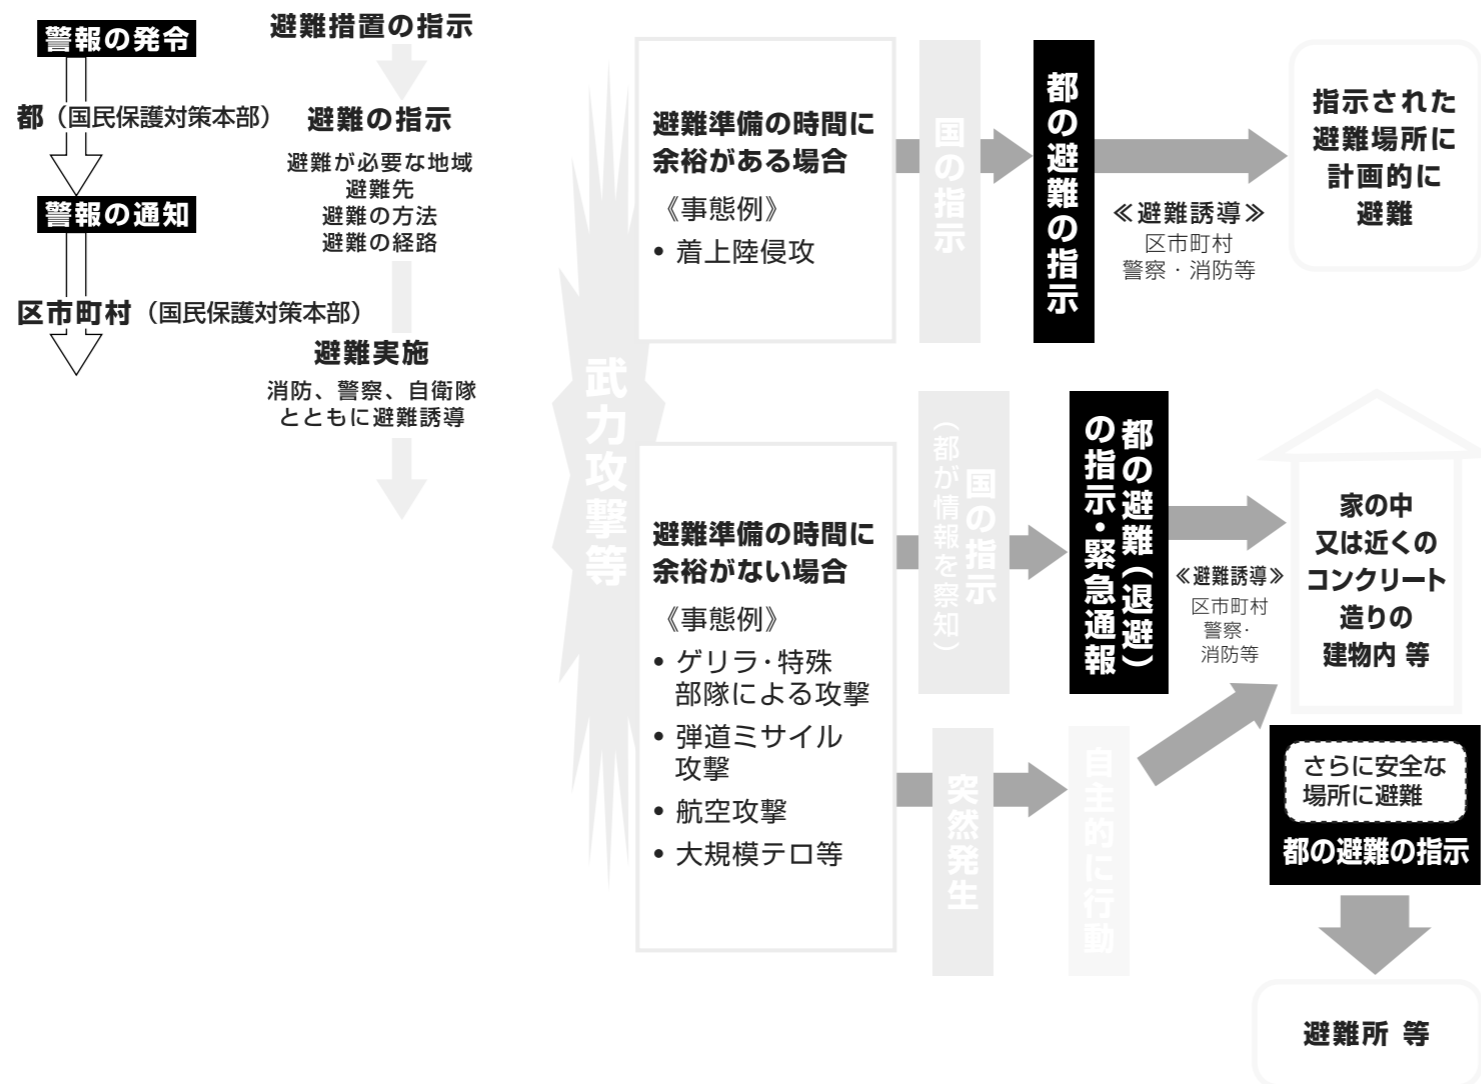 警報の発令
都（国民保護対策本部）
警報の通知
区市町村（国民保護対策本部）
避難措置の指示
避難の指示
避難が必要な地域
避難先
避難の方法
避難の経路
避難実施
消防、警察、自衛隊
とともに避難誘導
武力攻撃等
避難準備の時間に
余裕がある場合
《事態例》
• 着上陸侵攻
国の指示
都の避難の指示
≪避難誘導≫
区市町村
警察・消防等
指示された
避難場所に
計画的に
避難
避難準備の時間に
余裕がない場合
《事態例》
• ゲリラ・特殊
部隊による攻撃
• 弾道ミサイル
攻撃
• 航空攻撃
• 大規模テロ等
国の指示
（都が情報を察知）
都の避難（退避）
の指示・緊急通報
≪避難誘導≫
区市町村
警察・
消防等
突然発生
自主的に行動
家の中
又は近くの
コンクリート
造りの
建物内 等
さらに安全な
場所に避難
都の避難の指示
避難所 等